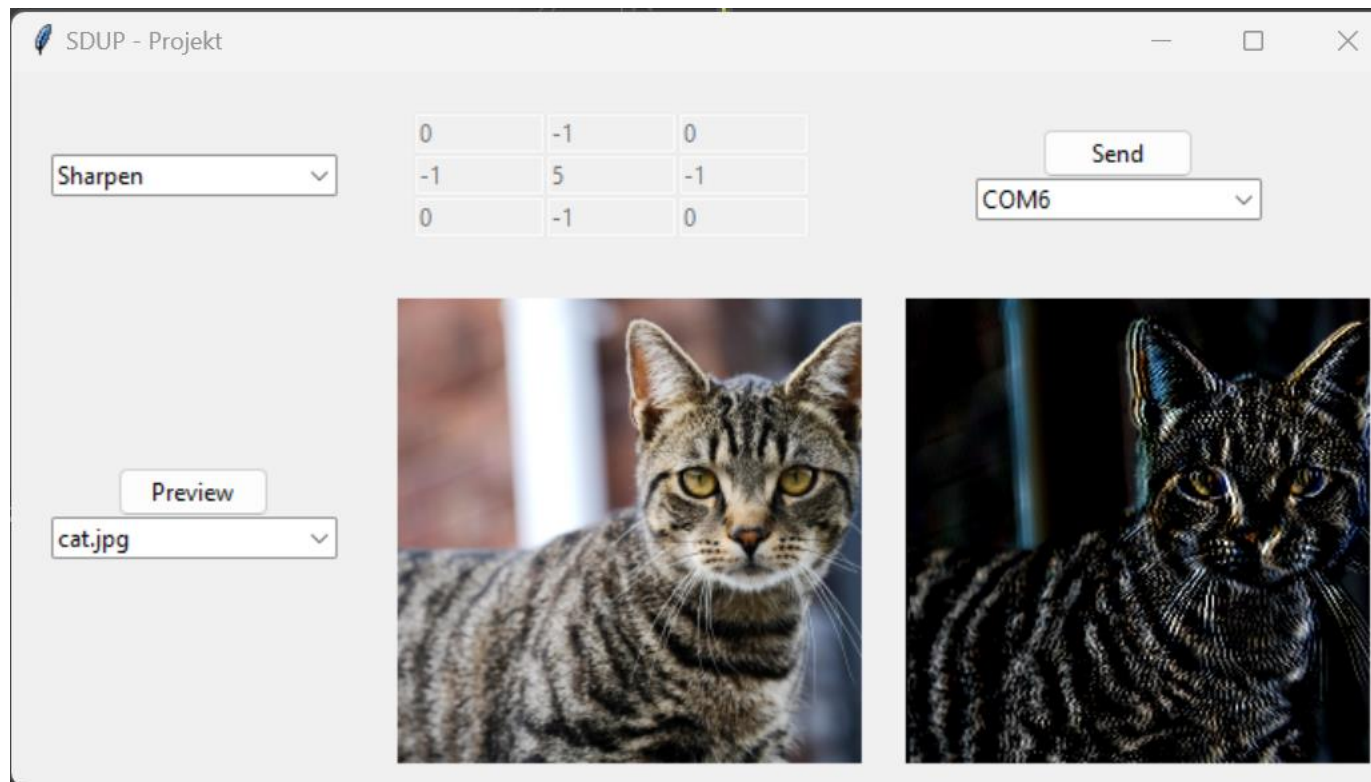 SDUP - Projekt
0 -1 0
Sharpen
-1 5 -1
0 -1 0
Send
COM6
Preview
cat.jpg